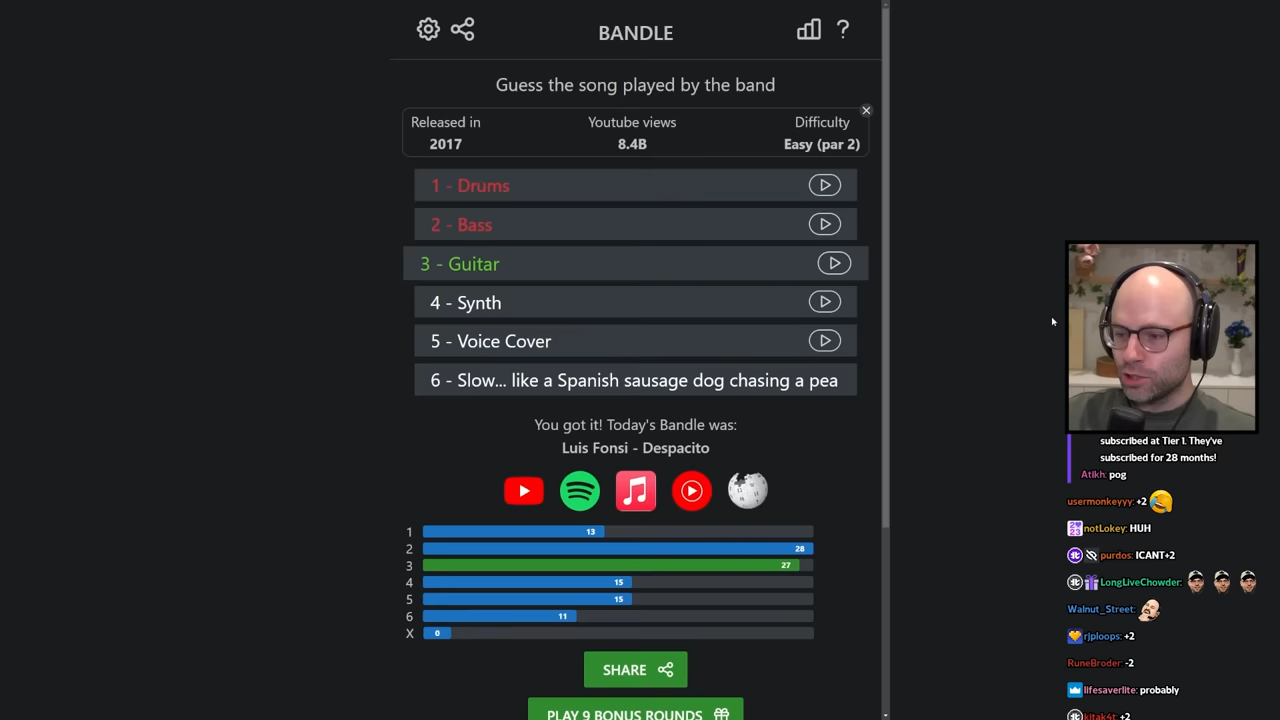 BANDLE
?
Guess the song played by the band
Released in
2017
Youtube views
8.4B
Difficulty
Easy (par 2)
1 - Drums
2 - Bass
3 - Guitar
4 - Synth
5 - Voice Cover
6 - Slow... like a Spanish sausage dog chasing a pea
You got it! Today's Bandle was:
Luis Fonsi - Despacito
1 13
2 28
3 27
4 15
5 15
6 11
X 0
SHARE
PLAY 9 BONUS ROUNDS
subscribed at Tier 1. They've
subscribed for 28 months!
Atikh: pog
usermonkeyyy: +2
notLokey: HUH
purdos: ICANT+2
LongLiveChowder:
Walnut_Street:
rjploops: +2
RuneBroder: -2
lifesaverlite: probably
kitak4t: +2